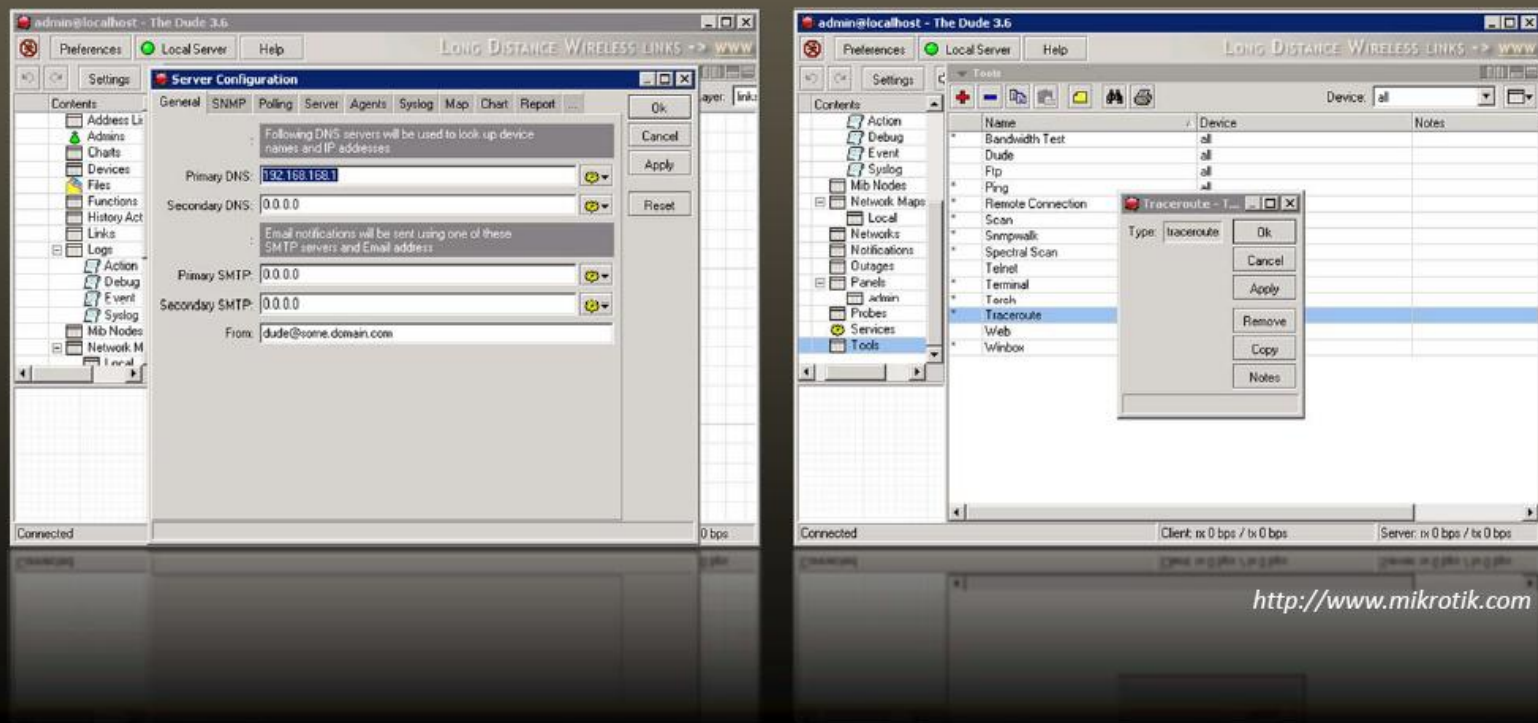 admin@localhost - The Dude 3.6
Preferences
Local Server
Help
LONG DISTANCE WIRELESS LINKS -> WWW
Settings
Contents
Address Li
Admins
Charts
Devices
Files
Functions
History Act
Links
Logs
Action
Debug
Event
Syslog
Mib Nodes
Network M
Local
ayer:
links
Server Configuration
General SNMP Polling Server Agents Syslog Map Chart Report ...
Following DNS servers will be used to look up device
names and IP addresses
Primary DNS: 192.168.168.1
Secondary DNS: 0.0.0.0
Email notifications will be sent using one of these
SMTP servers and Email address
Primary SMTP: 0.0.0.0
Secondary SMTP: 0.0.0.0
From: dude@some.domain.com
Ok
Cancel
Apply
Reset
Connected
0 bps
admin@localhost - The Dude 3.6
Preferences
Local Server
Help
LONG DISTANCE WIRELESS LINKS -> WWW
Settings
Contents
Action
Debug
Event
Syslog
Mib Nodes
Network Maps
Local
Networks
Notifications
Outages
Panels
admin
Probes
Services
Tools
Tools
Device: all
Name Device Notes
* Bandwidth Test all
Dude all
Ftp all
* Ping all
* Remote Connection
* Scan
* Snmpwalk
* Spectral Scan
Telnet
* Terminal
* Torch
* Traceroute
Web
* Winbox
Traceroute - T...
Type: traceroute
Ok
Cancel
Apply
Remove
Copy
Notes
Connected
Client: rx 0 bps / tx 0 bps
Server: rx 0 bps / tx 0 bps
http://www.mikrotik.com